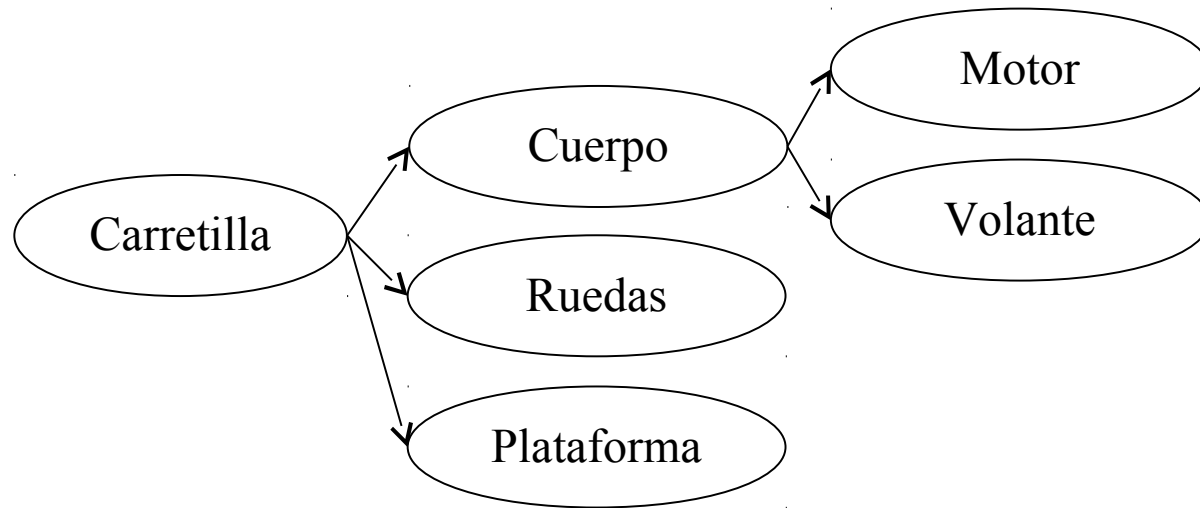 Motor
Cuerpo
Volante
Carretilla
Ruedas
Plataforma